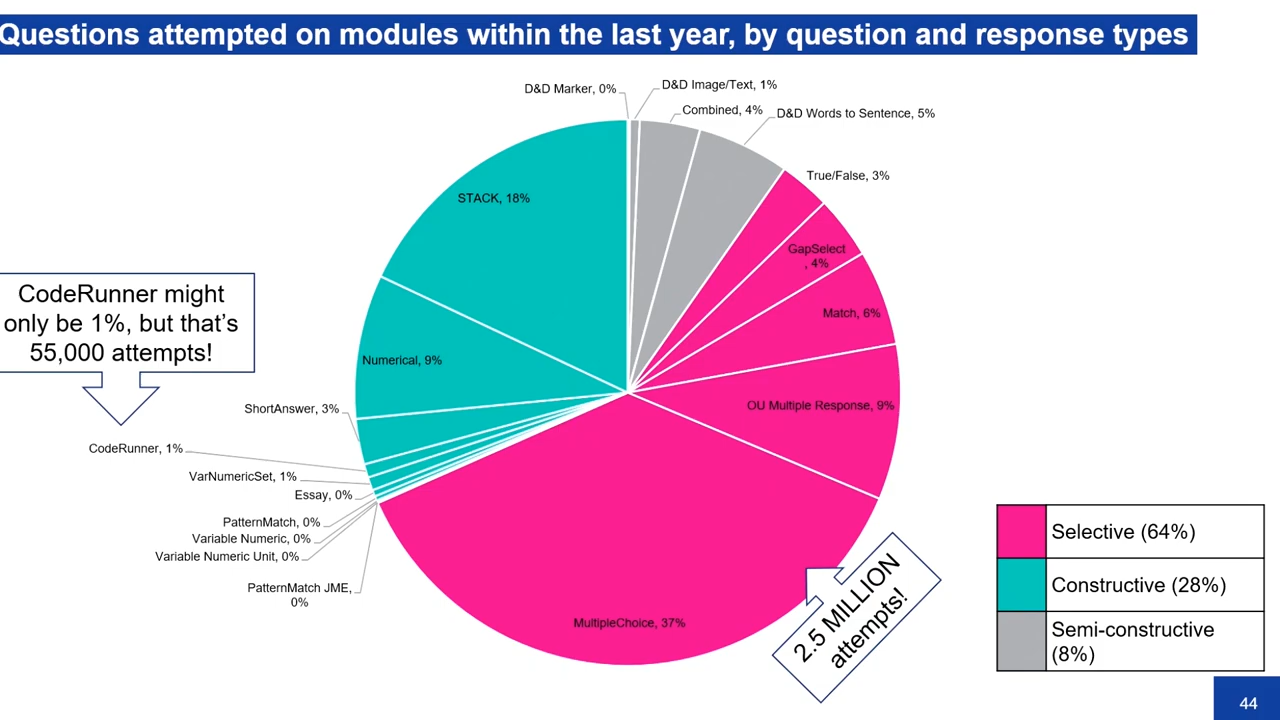 Questions attempted on modules within the last year, by question and response types
D&D Marker, 0%
D&D Image/Text, 1%
Combined, 4%
D&D Words to Sentence, 5%
True/False, 3%
GapSelect
, 4%
Match, 6%
OU Multiple Response, 9%
MultipleChoice, 37%
STACK, 18%
Numerical, 9%
ShortAnswer, 3%
CodeRunner, 1%
VarNumericSet, 1%
Essay, 0%
PatternMatch, 0%
Variable Numeric, 0%
Variable Numeric Unit, 0%
PatternMatch JME,
0%
CodeRunner might
only be 1%, but that's
55,000 attempts!
2.5 MILLION
attempts!
Selective (64%)
Constructive (28%)
Semi-constructive
(8%)
44